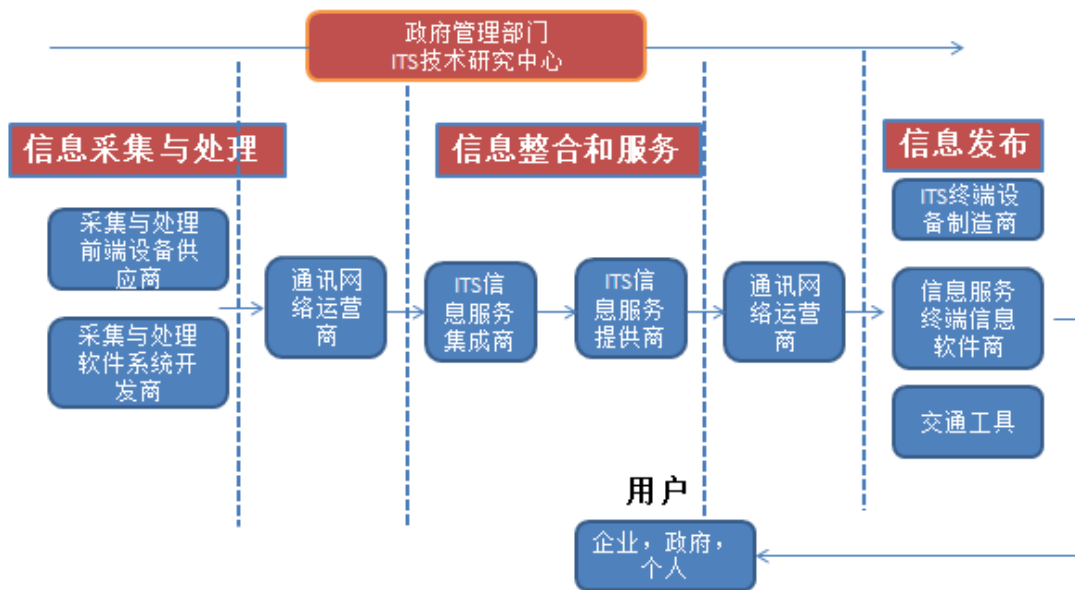 政府管理部门
ITS技术研究中心
信息采集与处理
信息整合和服务
信息发布
采集与处理
前端设备供
应商
采集与处理
软件系统开
发商
通讯网
络运营
商
ITS信
息服务
集成商
ITS信
息服务
提供商
通讯网
络运营
商
ITS终端设
备制造商
信息服务
终端信息
软件商
交通工具
用户
企业，政府，
个人